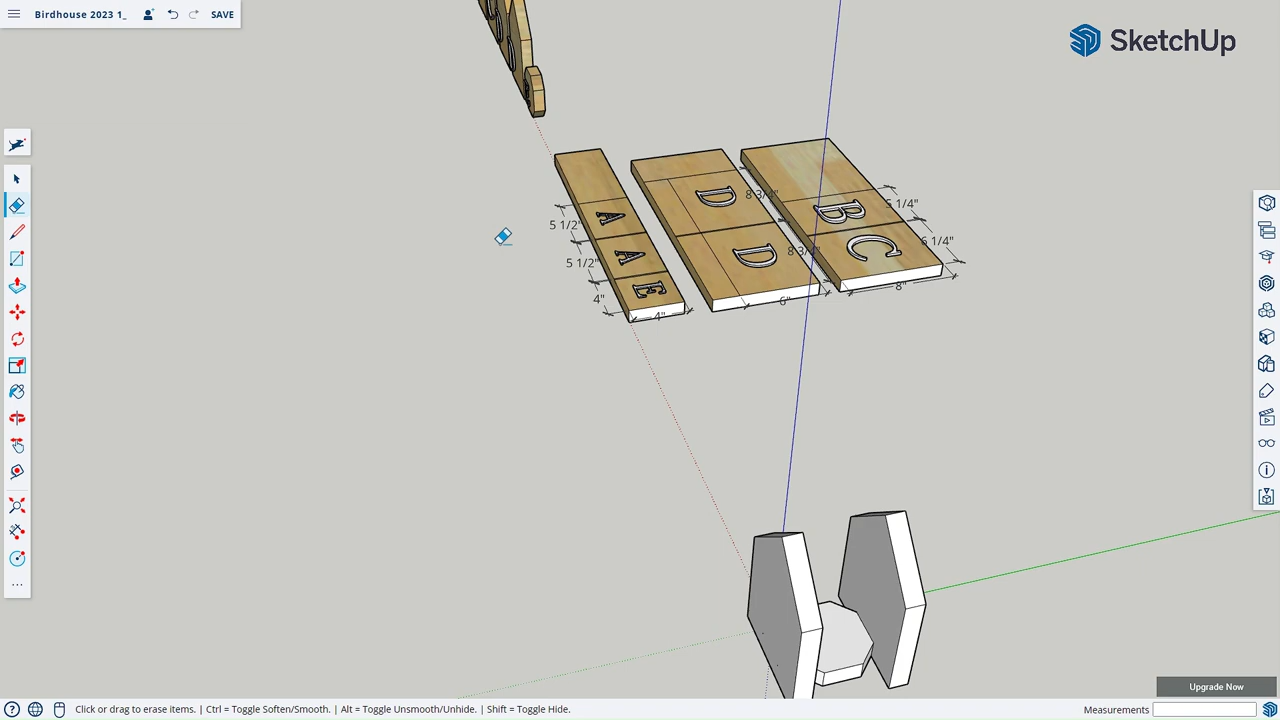 Birdhouse 2023 1_
SAVE
SketchUp
8 3/4"
D
5 1/4"
B
A
5 1/2"
6 1/4"
C
8 3/4"
D
A
5 1/2"
E
8"
4"
6"
4"
Upgrade Now
Click or drag to erase items. | Ctrl = Toggle Soften/Smooth. | Alt = Toggle Unsmooth/Unhide. | Shift = Toggle Hide.
Measurements